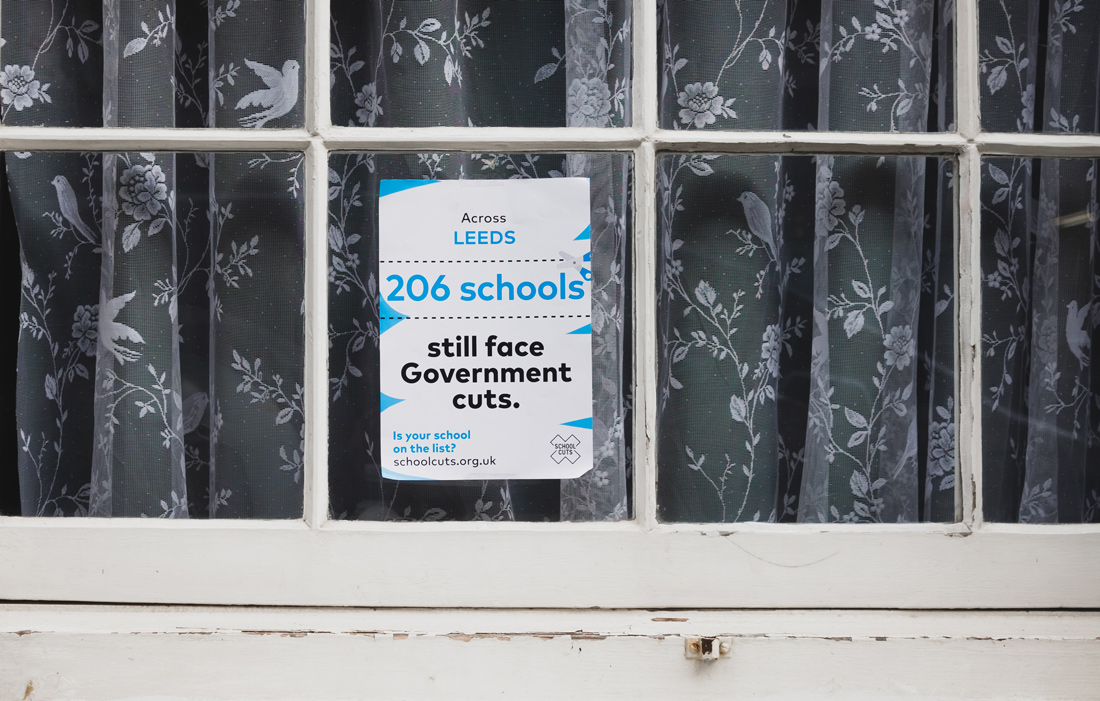 Across
LEEDS
206 schools
still face
Government
cuts.
Is your school
on the list?
schoolcuts.org.uk
SCHOOL
CUTS